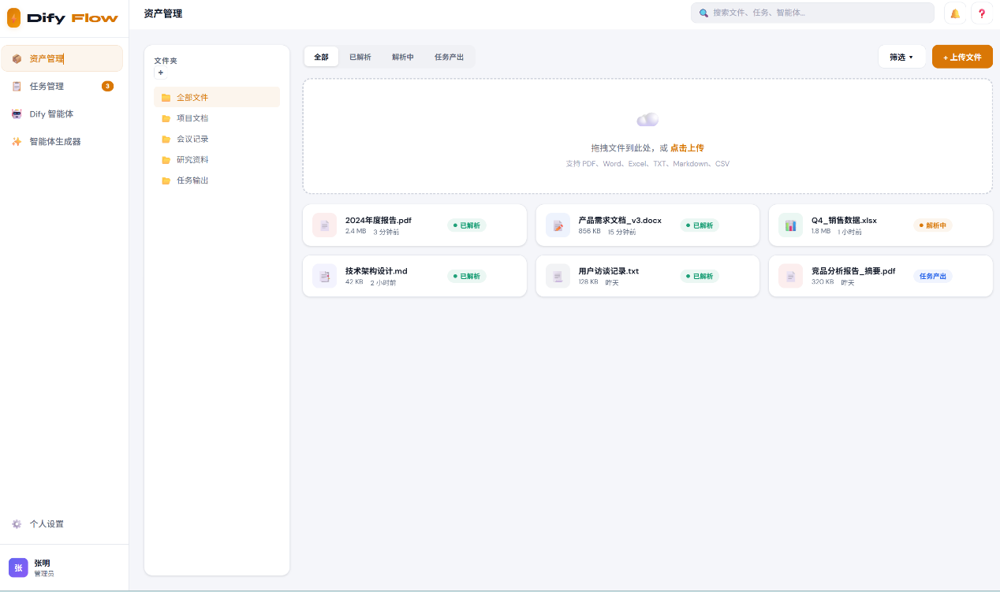 Dify Flow
资产管理
任务管理
3
Dify 智能体
智能体生成器
个人设置
张
张明
管理员
资产管理
搜索文件、任务、智能体...
文件夹
+
全部文件
项目文档
会议记录
研究资料
任务输出
全部
已解析
解析中
任务产出
筛选 ▾
+ 上传文件
拖拽文件到此处，或 点击上传
支持 PDF、Word、Excel、TXT、Markdown、CSV
2024年度报告.pdf
2.4 MB 3 分钟前
已解析
产品需求文档_v3.docx
856 KB 15 分钟前
已解析
Q4_销售数据.xlsx
1.8 MB 1 小时前
解析中
技术架构设计.md
42 KB 2 小时前
已解析
用户访谈记录.txt
128 KB 昨天
已解析
竞品分析报告_摘要.pdf
320 KB 昨天
任务产出